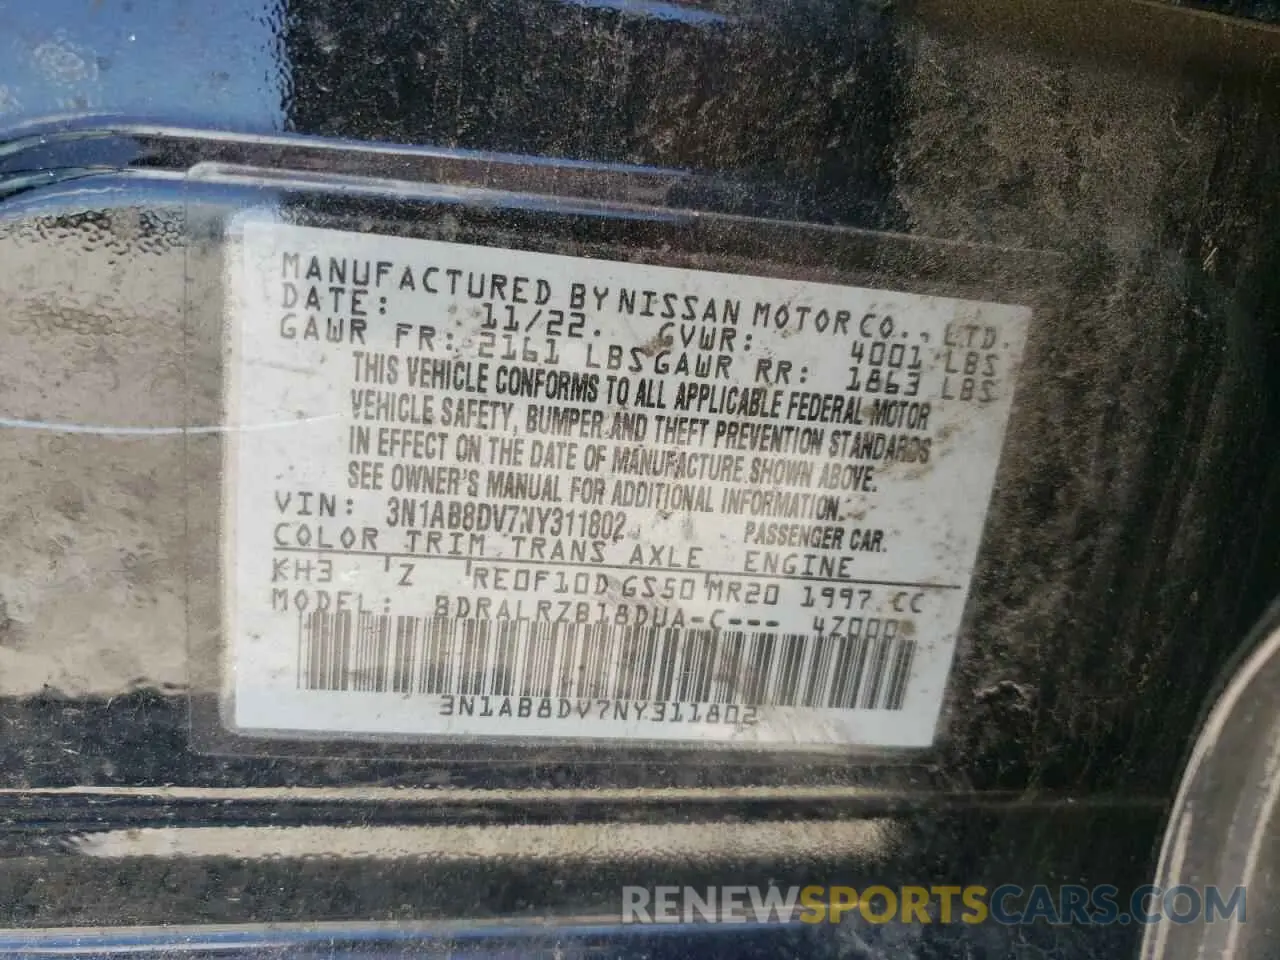 MANUFACTURED BY NISSAN MOTOR CO., LTD.
DATE: 11/22. GVWR: 4001 LBS
GAWR FR: 2161 LBS GAWR RR: 1863 LBS
THIS VEHICLE CONFORMS TO ALL APPLICABLE FEDERAL MOTOR
VEHICLE SAFETY, BUMPER AND THEFT PREVENTION STANDARDS
IN EFFECT ON THE DATE OF MANUFACTURE SHOWN ABOVE.
SEE OWNER'S MANUAL FOR ADDITIONAL INFORMATION.
VIN: 3N1AB8DV7NY311802 PASSENGER CAR.
COLOR TRIM TRANS AXLE ENGINE
KH3 Z RE0F10D GS50 MR20 1997 CC
MODEL: BDRALRZB18DUA-C--- 4Z000
3N1AB8DV7NY311802
RENEWSPORTSCARS.COM